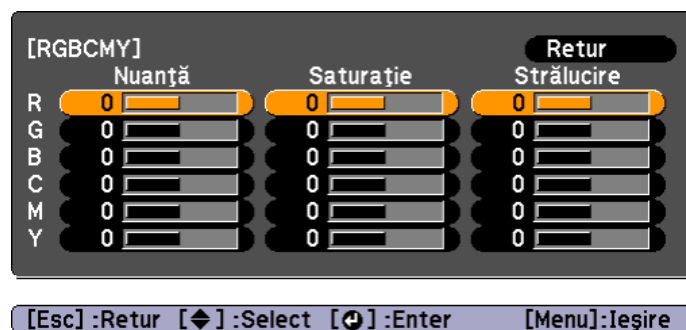 [RGBCMY] Retur
Nuanţă Saturaţie Strălucire
R 0 0 0
G 0 0 0
B 0 0 0
C 0 0 0
M 0 0 0
Y 0 0 0
[Esc] :Retur [◆] :Select [⏎] :Enter [Menu]:Ieşire